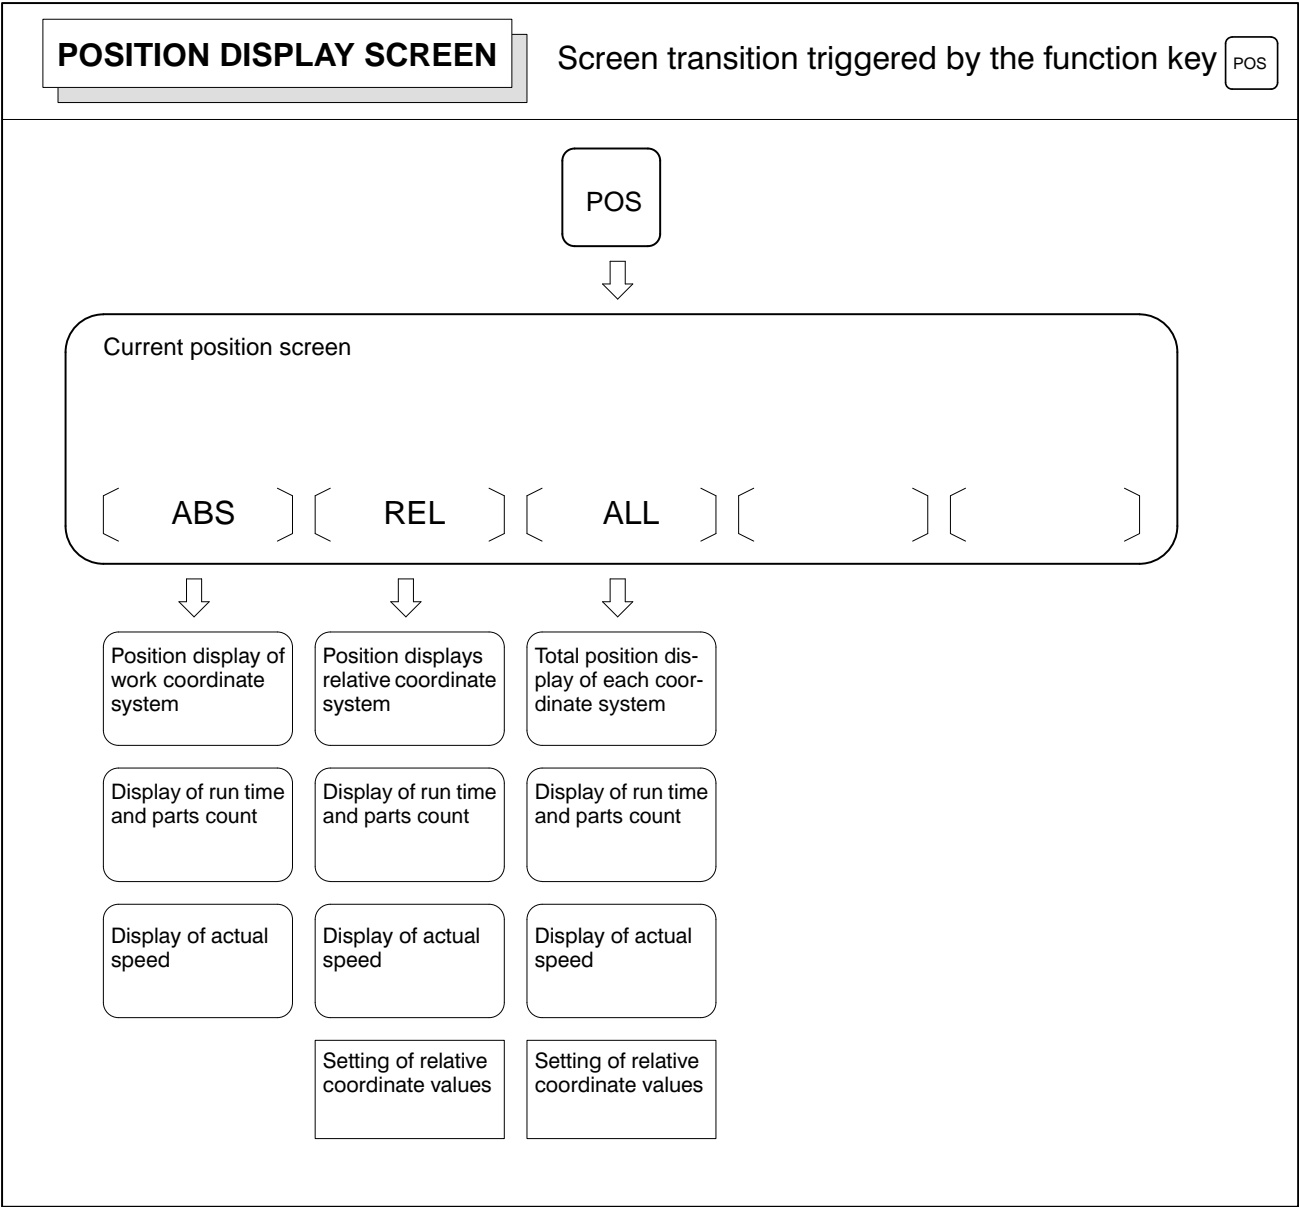 POSITION DISPLAY SCREEN
Screen transition triggered by the function key POS
POS
Current position screen
ABS
REL
ALL
Position display of
work coordinate
system
Position displays
relative coordinate
system
Total position dis-
play of each coor-
dinate system
Display of run time
and parts count
Display of run time
and parts count
Display of run time
and parts count
Display of actual
speed
Display of actual
speed
Display of actual
speed
Setting of relative
coordinate values
Setting of relative
coordinate values